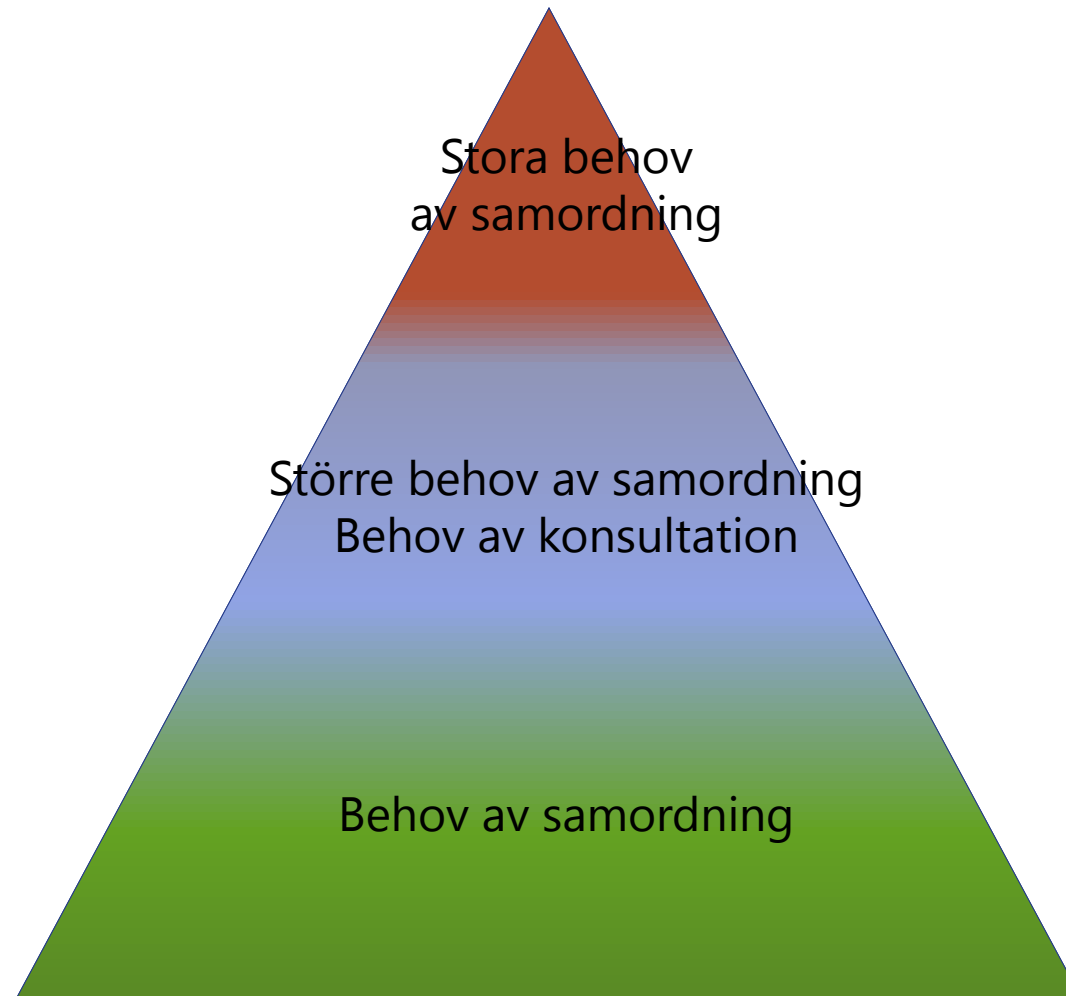 Stora behov
av samordning
Större behov av samordning
Behov av konsultation
Behov av samordning